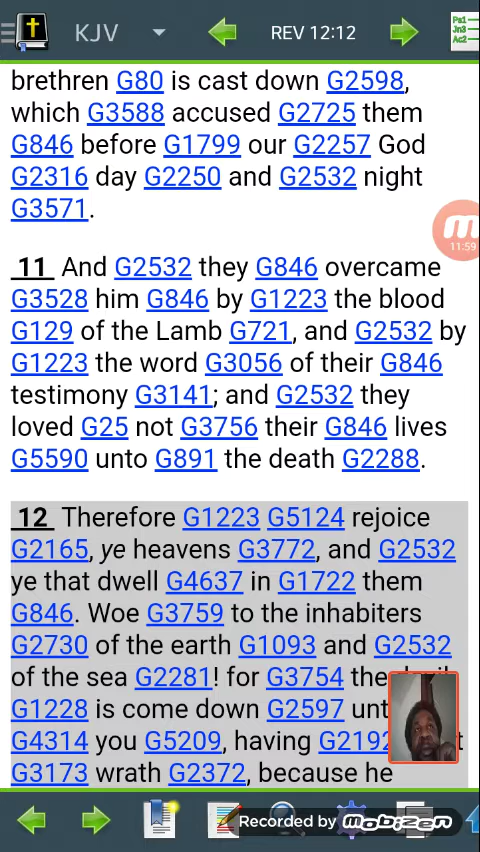 KJV
REV 12:12
Ps1
Jn3
Ac2
brethren G80 is cast down G2598,
which G3588 accused G2725 them
G846 before G1799 our G2257 God
G2316 day G2250 and G2532 night
G3571.
11:59
11 And G2532 they G846 overcame
G3528 him G846 by G1223 the blood
G129 of the Lamb G721, and G2532 by
G1223 the word G3056 of their G846
testimony G3141; and G2532 they
loved G25 not G3756 their G846 lives
G5590 unto G891 the death G2288.
12 Therefore G1223 G5124 rejoice
G2165, ye heavens G3772, and G2532
ye that dwell G4637 in G1722 them
G846. Woe G3759 to the inhabiters
G2730 of the earth G1093 and G2532
of the sea G2281! for G3754 the
G1228 is come down G2597
G4314 you G5209, having G2192
G3173 wrath G2372, because he
Recorded by mobizen